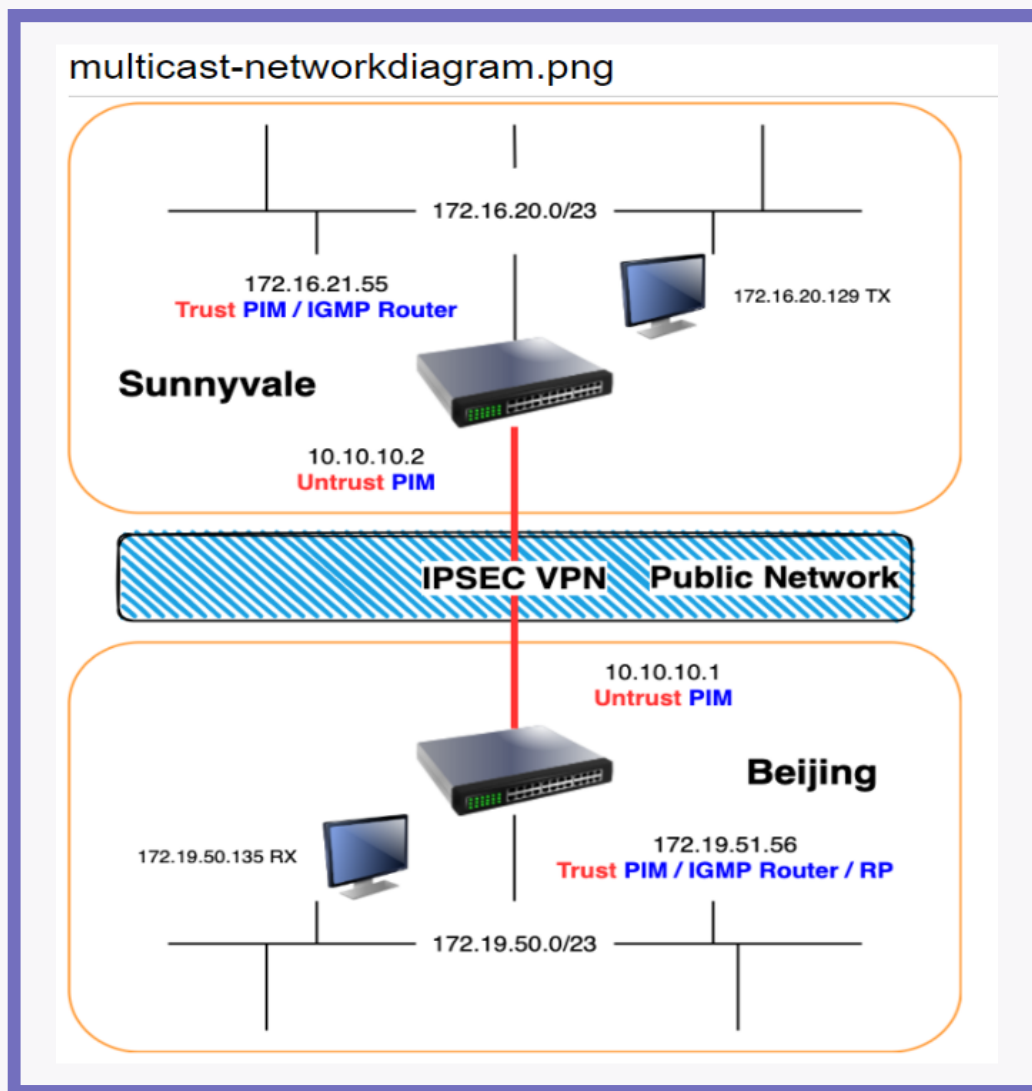 multicast-networkdiagram.png
172.16.20.0/23
172.16.21.55
Trust PIM / IGMP Router
172.16.20.129 TX
Sunnyvale
10.10.10.2
Untrust PIM
IPSEC VPN
Public Network
10.10.10.1
Untrust PIM
Beijing
172.19.50.135 RX
172.19.51.56
Trust PIM / IGMP Router / RP
172.19.50.0/23